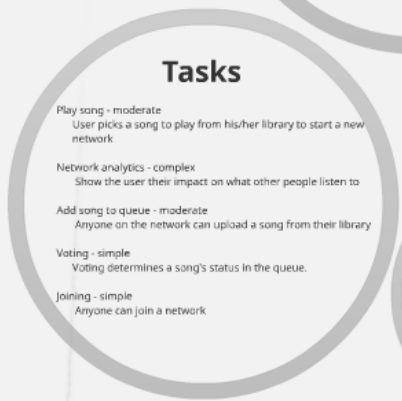 Tasks
Play song - moderate
User picks a song to play from his/her library to start a new
network
Network analytics - complex
Show the user their impact on what other people listen to
Add song to queue - moderate
Anyone on the network can upload a song from their library
Voting - simple
Voting determines a song's status in the queue.
Joining - simple
Anyone can join a network